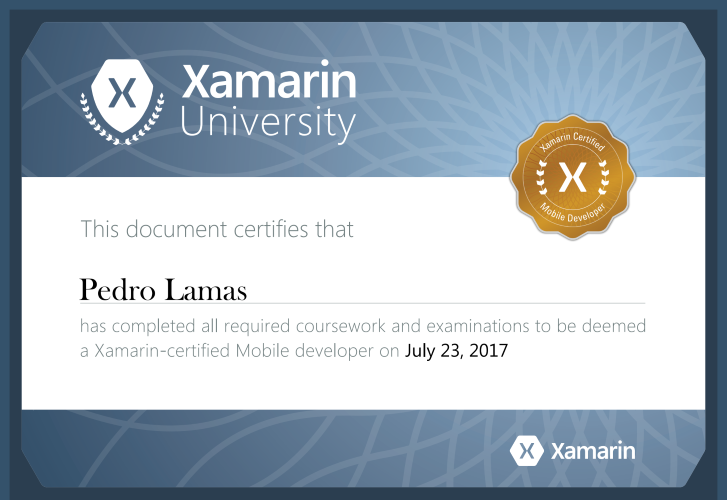 X
Xamarin
University
Xamarin Certified
X
Mobile Developer
This document certifies that
Pedro Lamas
has completed all required coursework and examinations to be deemed
a Xamarin-certified Mobile developer on July 23, 2017
X Xamarin